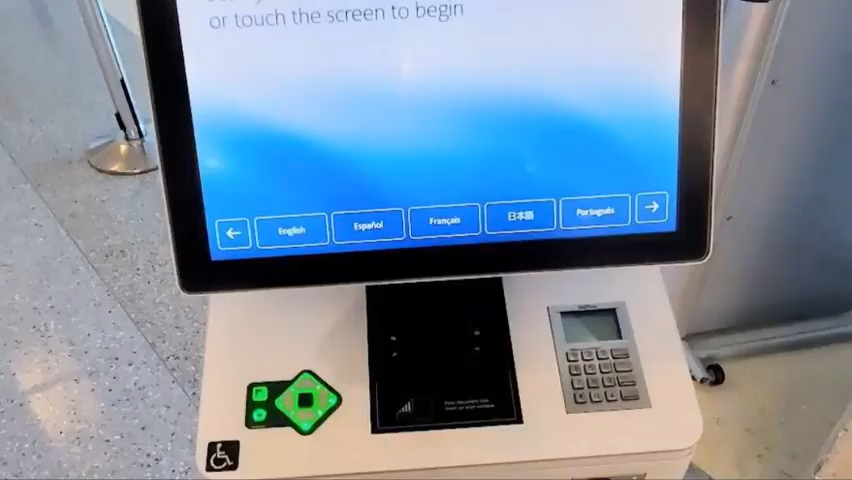 or touch the screen to begin
English
Español
Français
日本語
Português